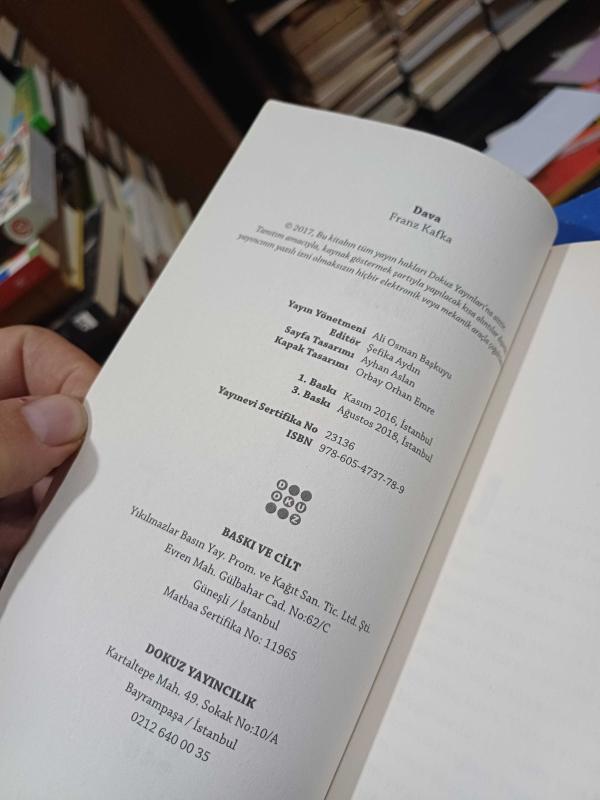 Dava
Franz Kafka
© 2017, Bu kitabın tüm yayın hakları Dokuz Yayınları'na aittir.
Tanıtım amacıyla, kaynak göstermek şartıyla yapılacak kısa alıntılar
yayıncının yazılı izni olmaksızın hiçbir elektronik veya mekanik araçla
Yayın Yönetmeni Ali Osman Başkuyu
Editör Şefika Aydın
Sayfa Tasarımı Ayhan Aslan
Kapak Tasarımı Orbay Orhan Emre
1. Baskı Kasım 2016, İstanbul
3. Baskı Ağustos 2018, İstanbul
Yayınevi Sertifika No 23136
ISBN 978-605-4737-78-9
DOKUZ
BASKI VE CİLT
Yıkılmazlar Basın Yay. Prom. ve Kağıt San. Tic. Ltd. Şti.
Evren Mah. Gülbahar Cad. No:62/C
Güneşli / İstanbul
Matbaa Sertifika No: 11965
DOKUZ YAYINCILIK
Kartaltepe Mah. 49. Sokak No:10/A
Bayrampaşa / İstanbul
0212 640 00 35